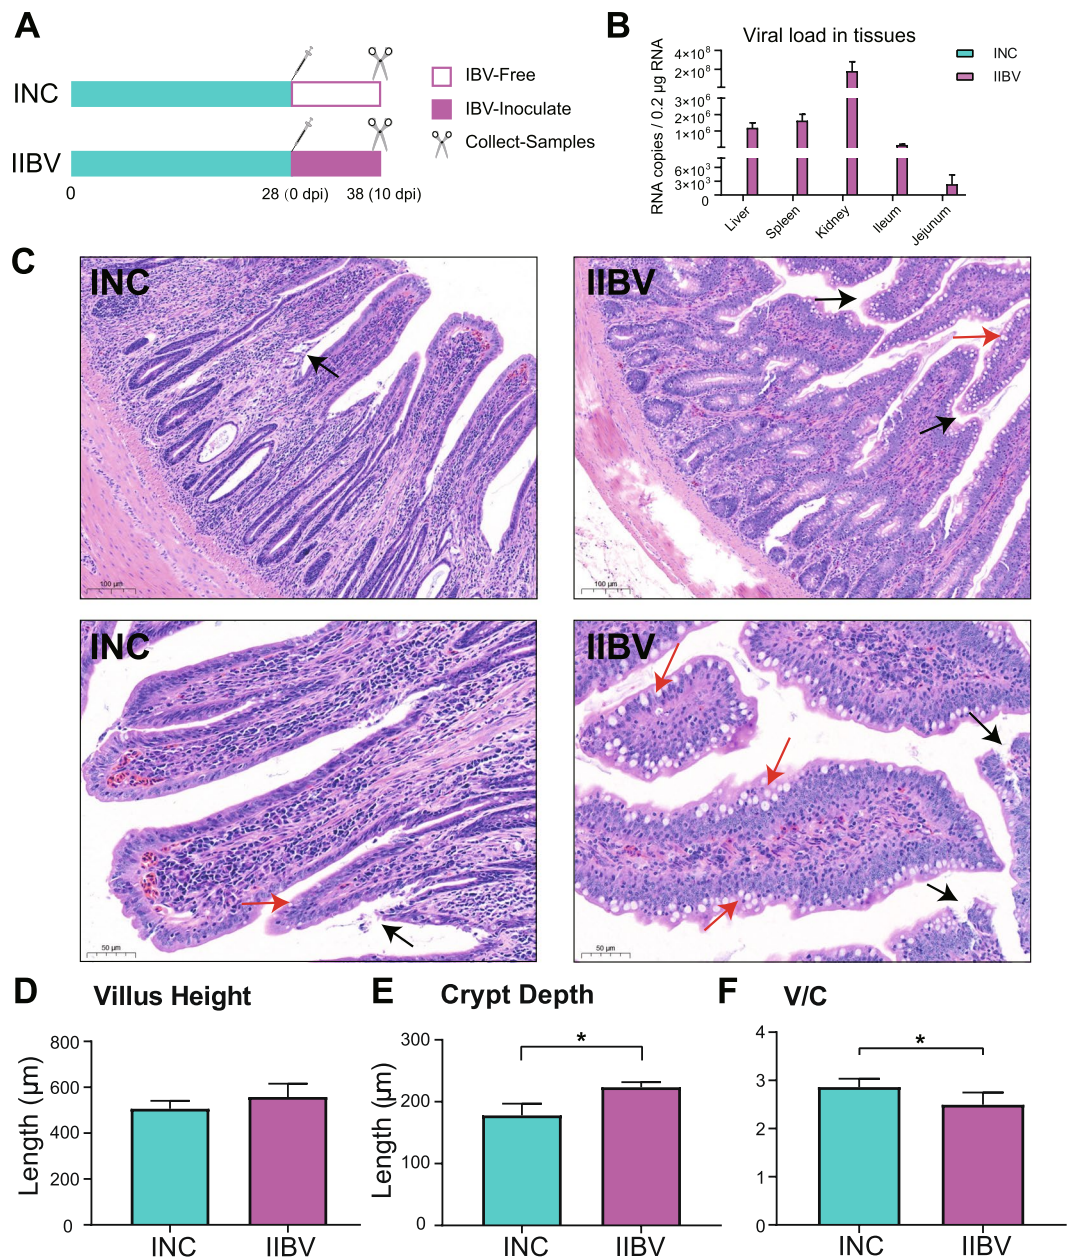 A
INC
IIBV
0
28 (0 dpi)
38 (10 dpi)
IBV-Free
IBV-Inoculate
Collect-Samples
B
Viral load in tissues
RNA copies / 0.2 μg RNA
4×10⁸
2×10⁸
3×10⁶
2×10⁶
1×10⁶
6×10³
3×10³
0
Liver
Spleen
Kidney
Ileum
Jejunum
INC
IIBV
C
INC
100 μm
IIBV
100 μm
INC
50 μm
IIBV
50 μm
D
Villus Height
Length (μm)
800
600
400
200
0
INC
IIBV
E
Crypt Depth
Length (μm)
300
200
100
0
*
INC
IIBV
F
V/C
4
3
2
1
0
*
INC
IIBV